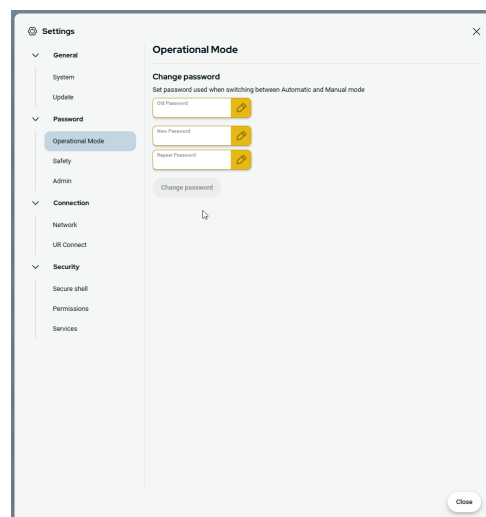 Settings
General
System
Update
Password
Operational Mode
Safety
Admin
Connection
Network
UR Connect
Security
Secure shell
Permissions
Services
Operational Mode
Change password
Set password used when switching between Automatic and Manual mode
Old Password
New Password
Repeat Password
Change password
Close